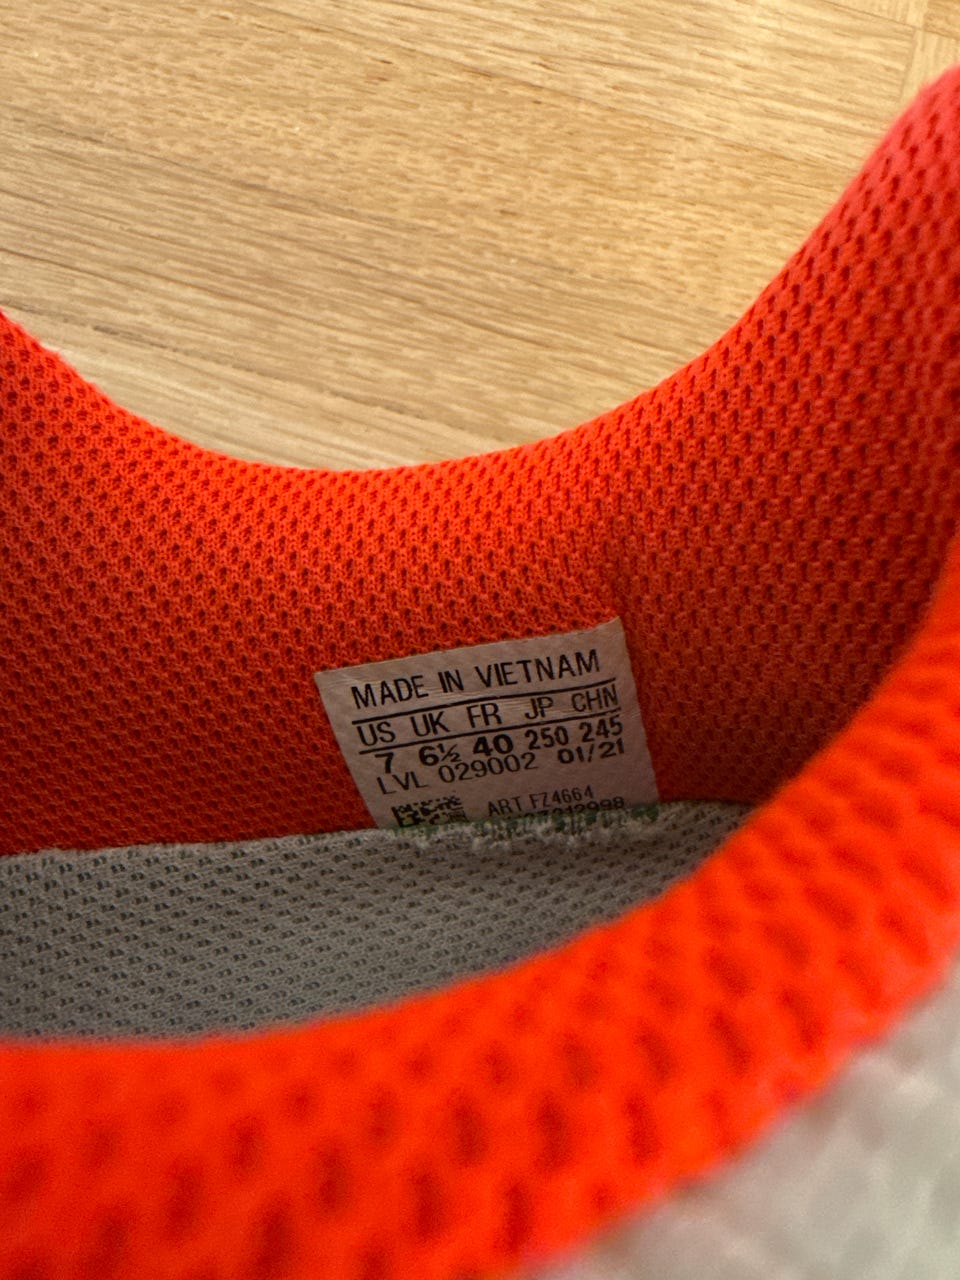 MADE IN VIETNAM
US UK FR JP CHN
7 6½ 40 250 245
LVL 029002 01/21
ART FZ4664